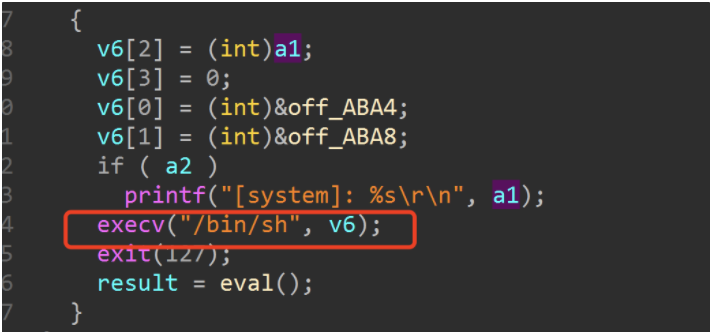 7 {
8 v6[2] = (int)a1;
9 v6[3] = 0;
0 v6[0] = (int)&off_ABA4;
1 v6[1] = (int)&off_ABA8;
2 if ( a2 )
3 printf("[system]: %s\r\n", a1);
4 execv("/bin/sh", v6);
5 exit(127);
6 result = eval();
7 }